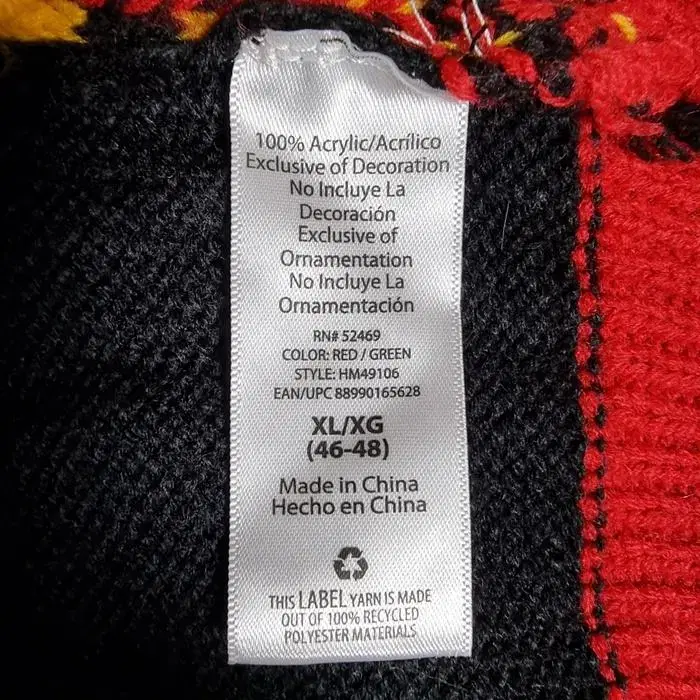 100% Acrylic/Acrílico
Exclusive of Decoration
No Incluye La
Decoración
Exclusive of
Ornamentation
No Incluye La
Ornamentación
RN# 52469
COLOR: RED / GREEN
STYLE: HM49106
EAN/UPC 88990165628
XL/XG
(46-48)
Made in China
Hecho en China
THIS LABEL YARN IS MADE
OUT OF 100% RECYCLED
POLYESTER MATERIALS